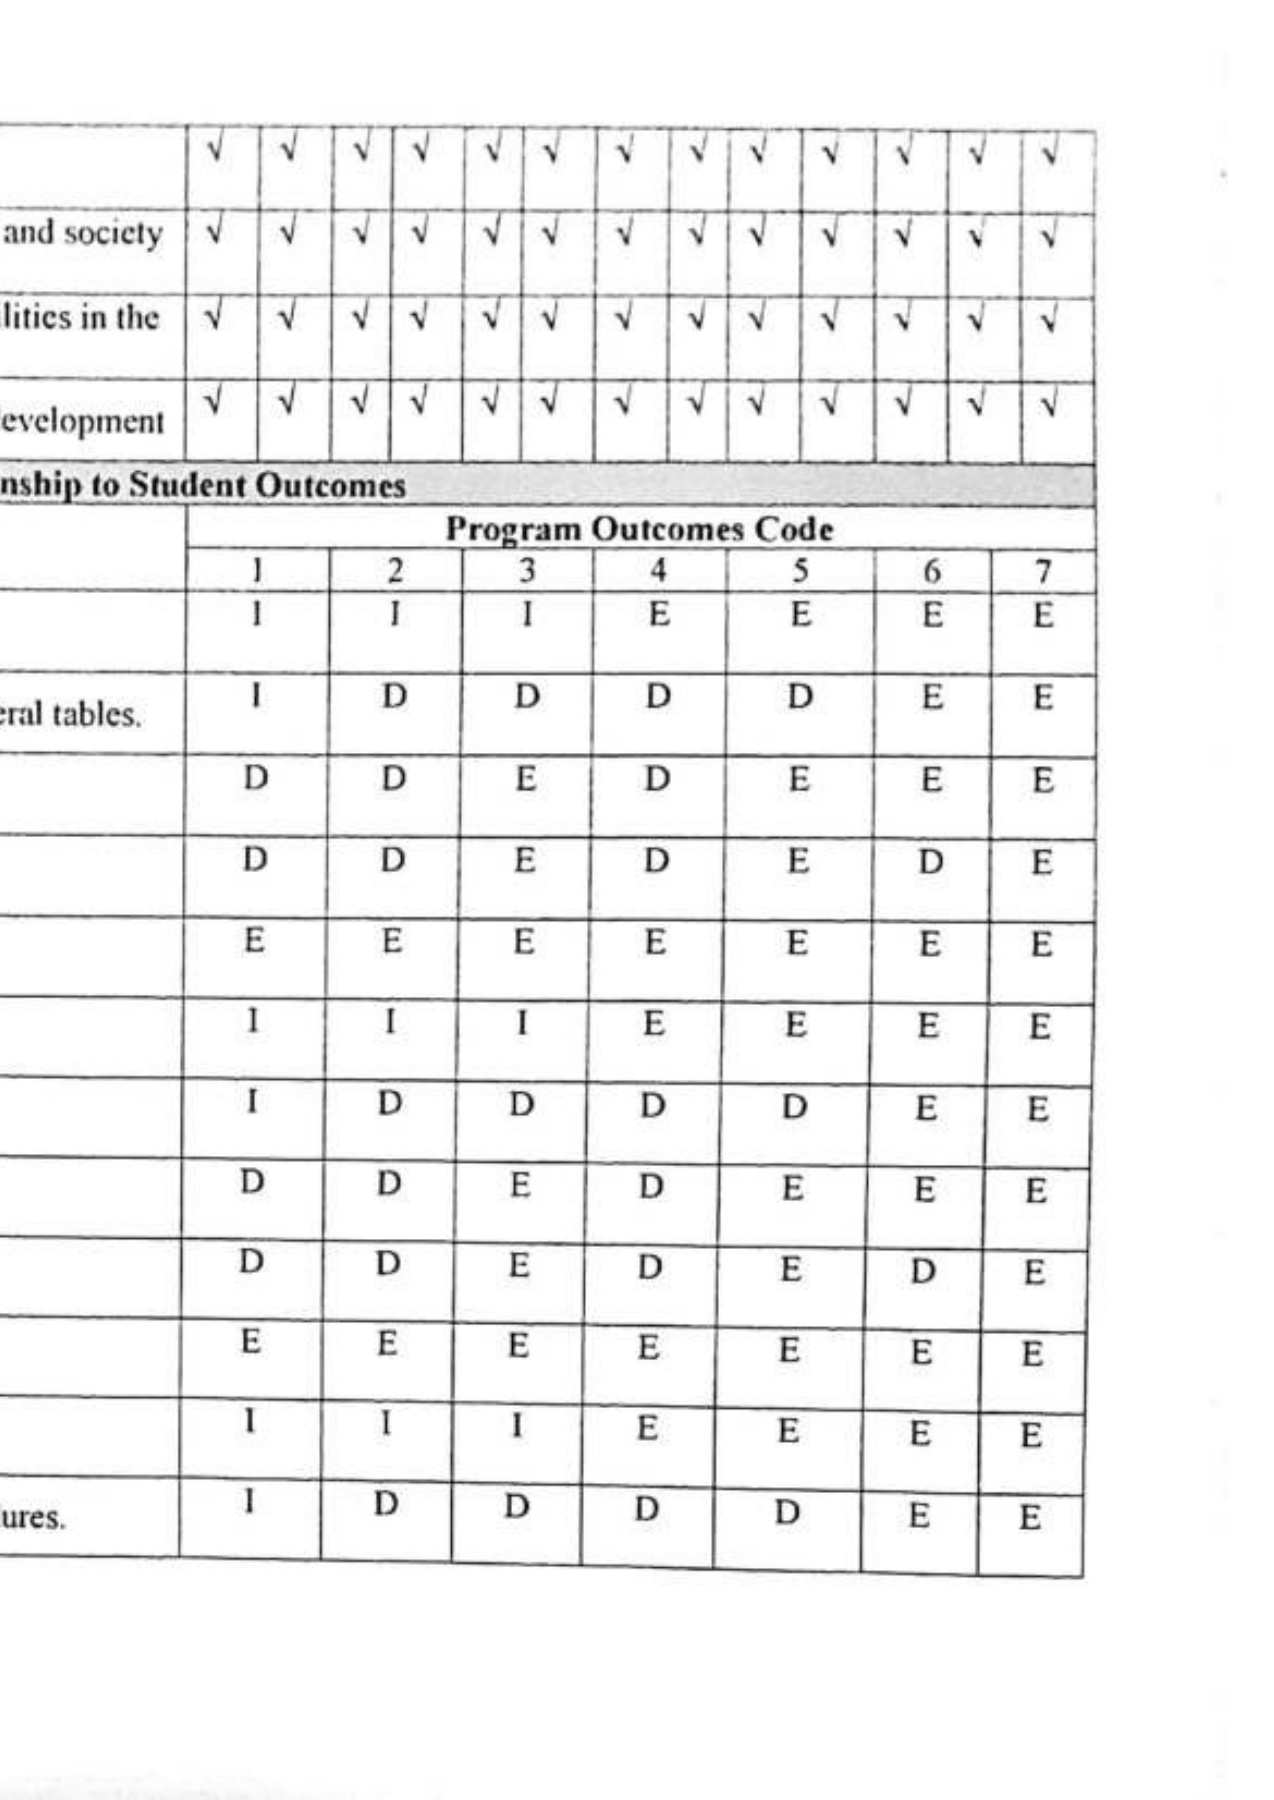 √ √ √ √ √ √ √ √ √ √ √ √ √
and society √ √ √ √ √ √ √ √ √ √ √ √ √
lities in the √ √ √ √ √ √ √ √ √ √ √ √ √
evelopment √ √ √ √ √ √ √ √ √ √ √ √ √
nship to Student Outcomes
Program Outcomes Code
1 2 3 4 5 6 7
I I I E E E E
eral tables. I D D D D E E
D D E D E E E
D D E D E D E
E E E E E E E
I I I E E E E
I D D D D E E
D D E D E E E
D D E D E D E
E E E E E E E
I I I E E E E
ures. I D D D D E E